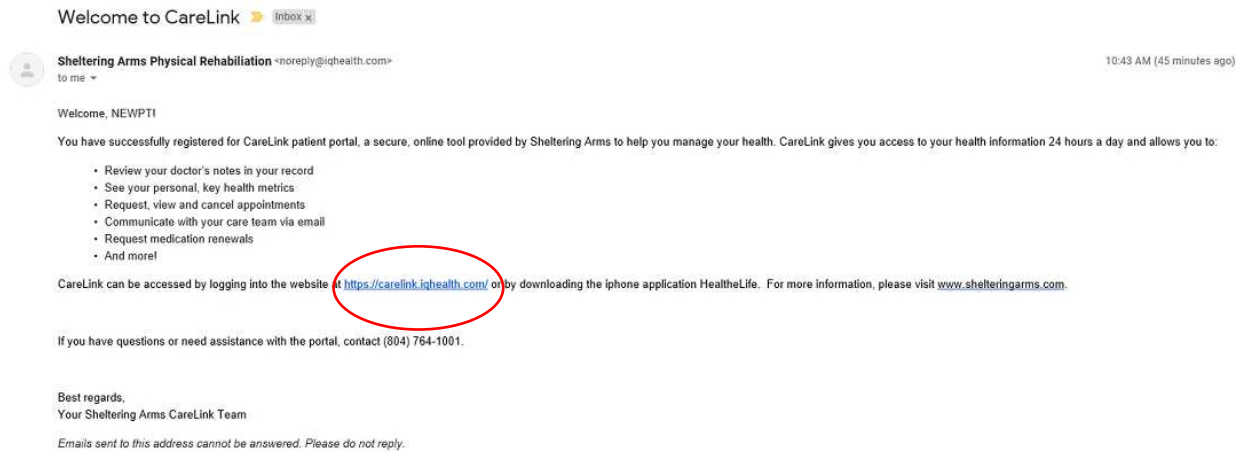 Welcome to CareLink Inbox x
Sheltering Arms Physical Rehabiliation <noreply@iqhealth.com> 10:43 AM (45 minutes ago)
to me
Welcome, NEWPT!
You have successfully registered for CareLink patient portal, a secure, online tool provided by Sheltering Arms to help you manage your health. CareLink gives you access to your health information 24 hours a day and allows you to:
• Review your doctor's notes in your record
• See your personal, key health metrics
• Request, view and cancel appointments
• Communicate with your care team via email
• Request medication renewals
• And more!
CareLink can be accessed by logging into the website at https://carelink.iqhealth.com/ or by downloading the iphone application HealtheLife. For more information, please visit www.shelteringarms.com.
If you have questions or need assistance with the portal, contact (804) 764-1001.
Best regards,
Your Sheltering Arms CareLink Team
Emails sent to this address cannot be answered. Please do not reply.